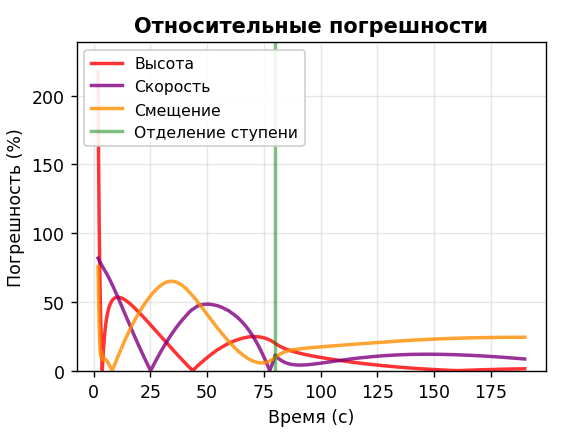 Относительные погрешности
Высота
Скорость
Смещение
Отделение ступени
Погрешность (%)
200
150
100
50
0
0 25 50 75 100 125 150 175
Время (с)